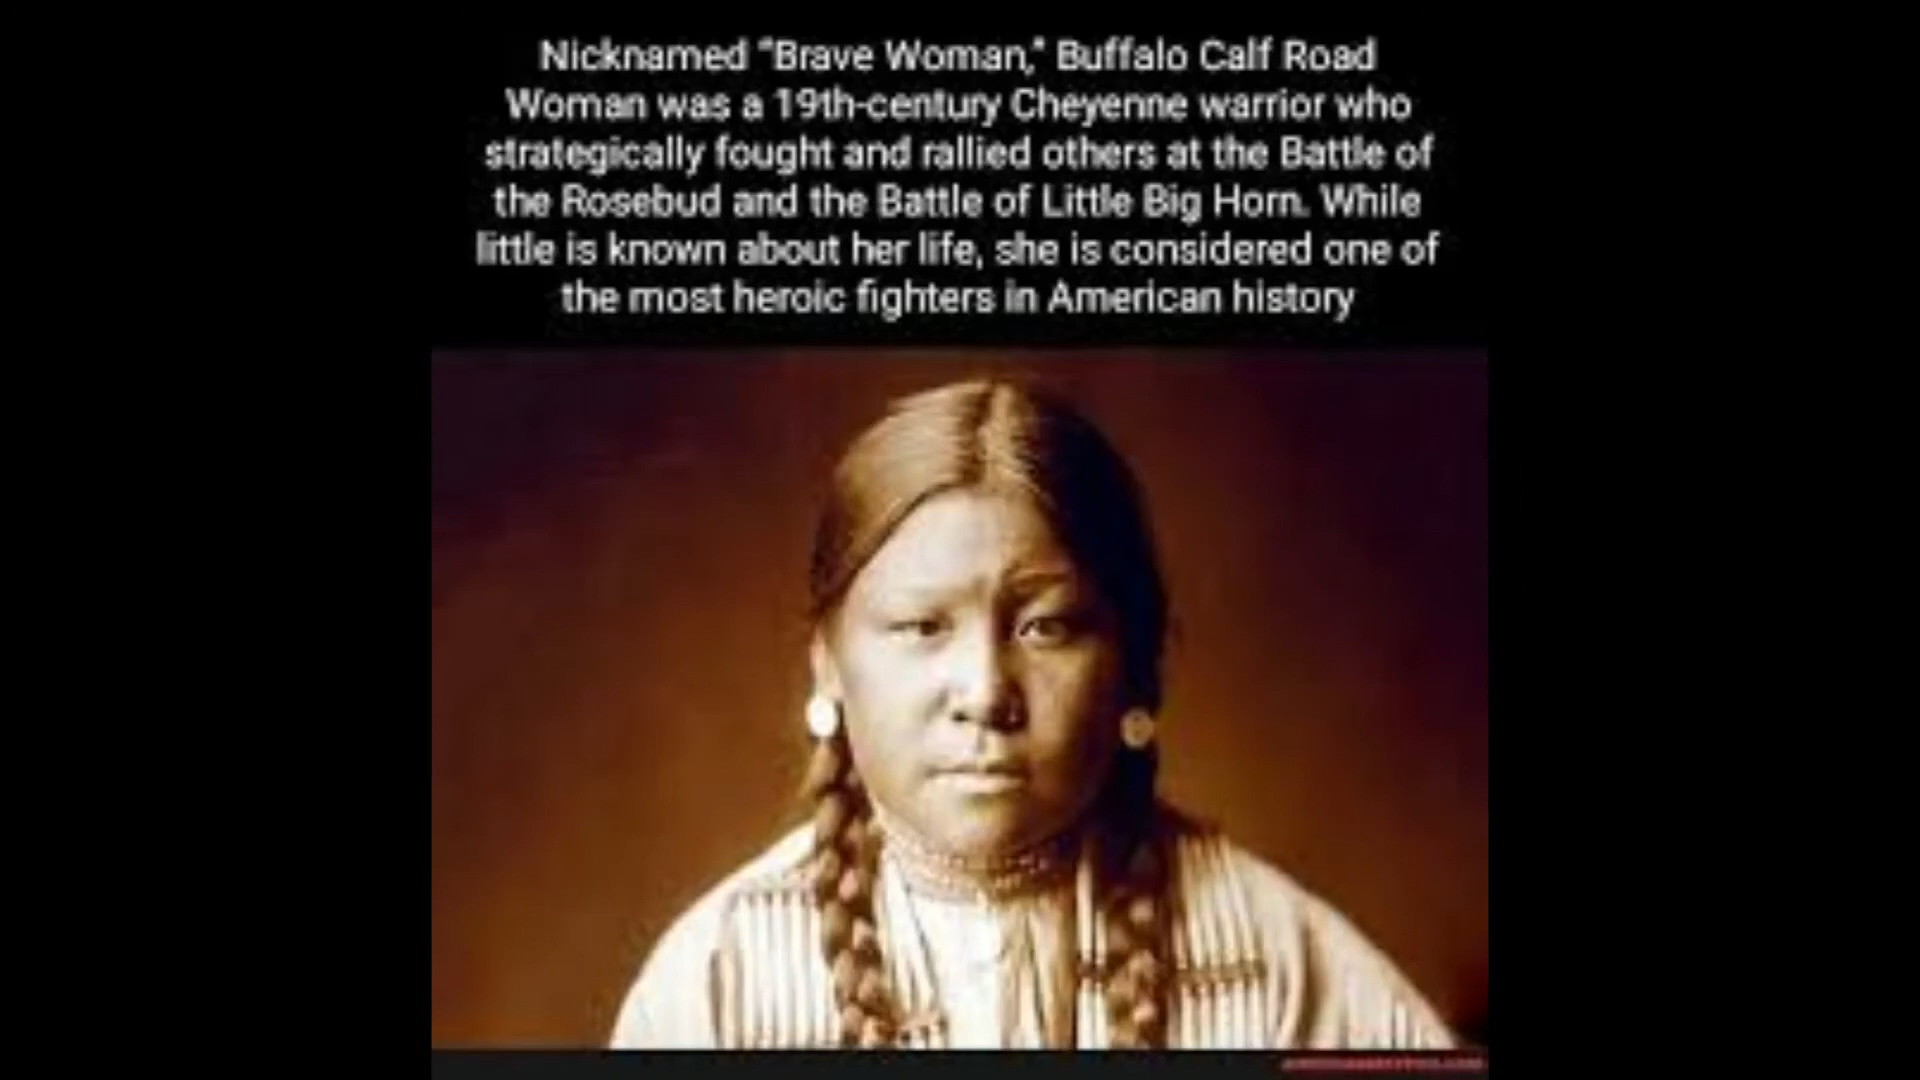 Nicknamed "Brave Woman," Buffalo Calf Road
Woman was a 19th-century Cheyenne warrior who
strategically fought and rallied others at the Battle of
the Rosebud and the Battle of Little Big Horn. While
little is known about her life, she is considered one of
the most heroic fighters in American history